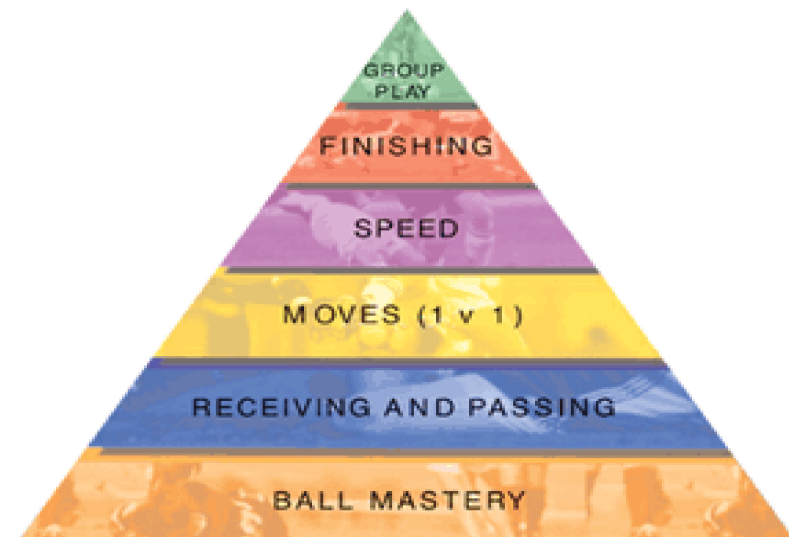 GROUP
PLAY
FINISHING
SPEED
MOVES (1 v 1)
RECEIVING AND PASSING
BALL MASTERY